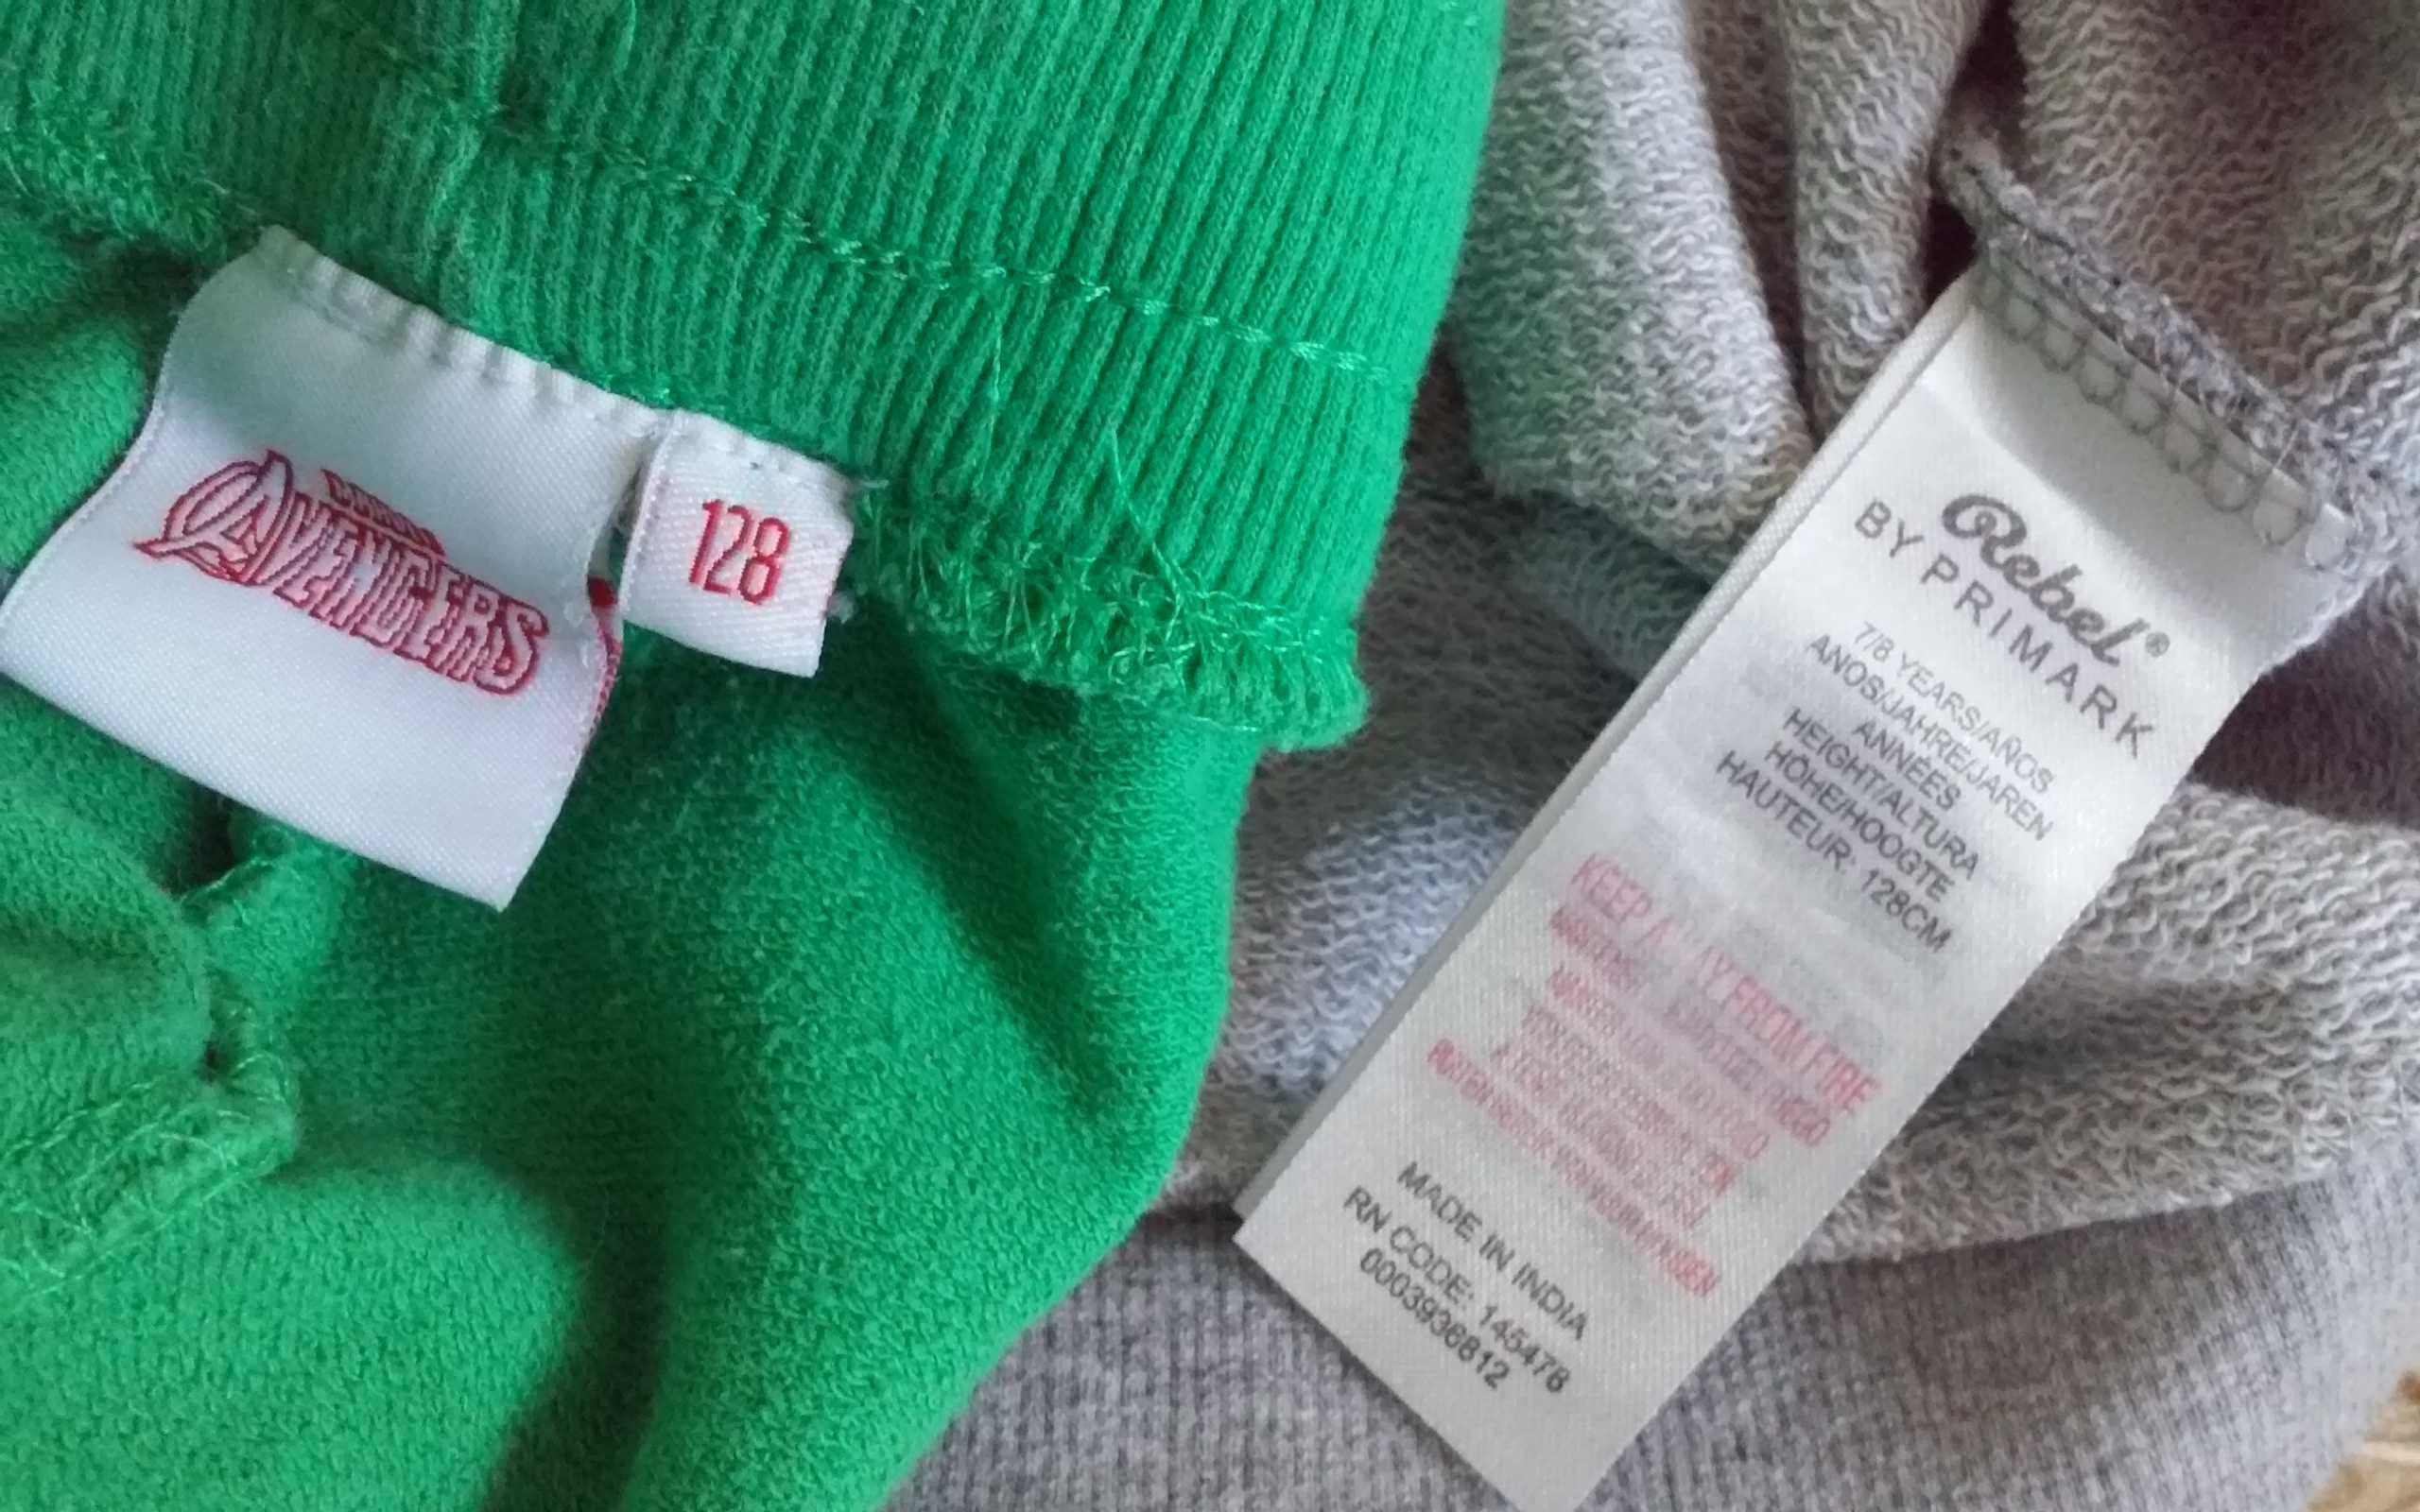 MARVEL
AVENGERS
128
Rebel®
BY PRIMARK
7/8 YEARS/AÑOS
ANOS/JAHRE/JAREN
ANNÉES
HEIGHT/ALTURA
HÖHE/HOOGTE
HAUTEUR: 128CM
KEEP AWAY FROM FIRE
MADE IN INDIA
RN CODE: 145478
0003936812